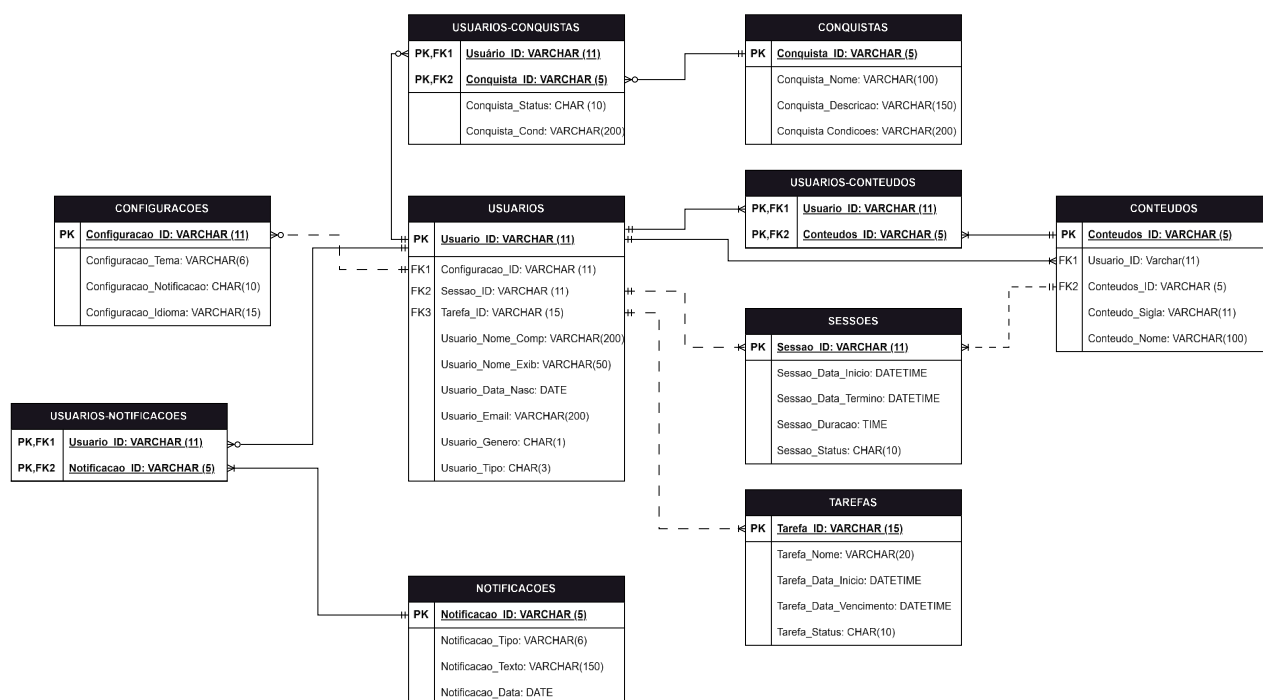 USUARIOS-CONQUISTAS
PK,FK1 Usuário_ID: VARCHAR (11)
PK,FK2 Conquista_ID: VARCHAR (5)
Conquista_Status: CHAR (10)
Conquista_Cond: VARCHAR(200)
CONQUISTAS
PK Conquista_ID: VARCHAR (5)
Conquista_Nome: VARCHAR(100)
Conquista_Descricao: VARCHAR(150)
Conquista Condicoes: VARCHAR(200)
CONFIGURACOES
PK Configuracao_ID: VARCHAR (11)
Configuracao_Tema: VARCHAR(6)
Configuracao_Notificacao: CHAR(10)
Configuracao_Idioma: VARCHAR(15)
USUARIOS
PK Usuario_ID: VARCHAR (11)
FK1 Configuracao_ID: VARCHAR (11)
FK2 Sessao_ID: VARCHAR (11)
FK3 Tarefa_ID: VARCHAR (15)
Usuario_Nome_Comp: VARCHAR(200)
Usuario_Nome_Exib: VARCHAR(50)
Usuario_Data_Nasc: DATE
Usuario_Email: VARCHAR(200)
Usuario_Genero: CHAR(1)
Usuario_Tipo: CHAR(3)
USUARIOS-CONTEUDOS
PK,FK1 Usuario_ID: VARCHAR (11)
PK,FK2 Conteudos_ID: VARCHAR (5)
CONTEUDOS
PK Conteudos_ID: VARCHAR (5)
FK1 Usuario_ID: Varchar(11)
FK2 Conteudos_ID: VARCHAR (5)
Conteudo_Sigla: VARCHAR(11)
Conteudo_Nome: VARCHAR(100)
SESSOES
PK Sessao_ID: VARCHAR (11)
Sessao_Data_Inicio: DATETIME
Sessao_Data_Termino: DATETIME
Sessao_Duracao: TIME
Sessao_Status: CHAR(10)
USUARIOS-NOTIFICACOES
PK,FK1 Usuario_ID: VARCHAR (11)
PK,FK2 Notificacao_ID: VARCHAR (5)
TAREFAS
PK Tarefa_ID: VARCHAR (15)
Tarefa_Nome: VARCHAR(20)
Tarefa_Data_Inicio: DATETIME
Tarefa_Data_Vencimento: DATETIME
Tarefa_Status: CHAR(10)
NOTIFICACOES
PK Notificacao_ID: VARCHAR (5)
Notificacao_Tipo: VARCHAR(6)
Notificacao_Texto: VARCHAR(150)
Notificacao_Data: DATE